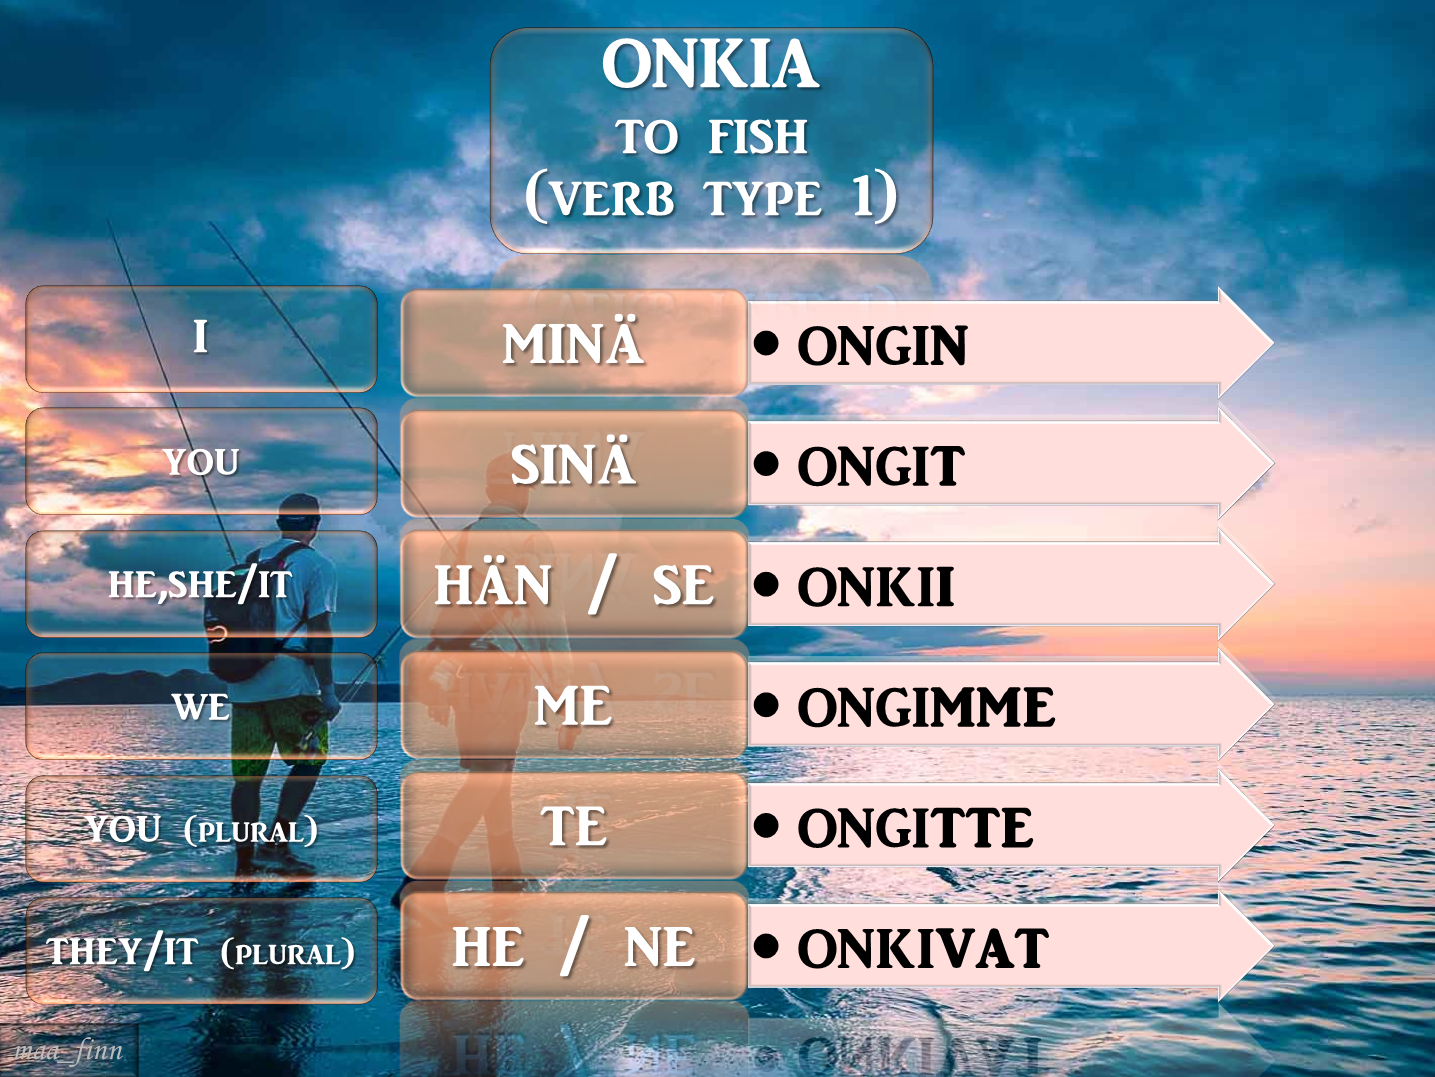 ONKIA
TO FISH
(VERB TYPE 1)
I MINÄ • ONGIN
YOU SINÄ • ONGIT
HE,SHE/IT HÄN / SE • ONKII
WE ME • ONGIMME
YOU (PLURAL) TE • ONGITTE
THEY/IT (PLURAL) HE / NE • ONKIVAT
maa_finn